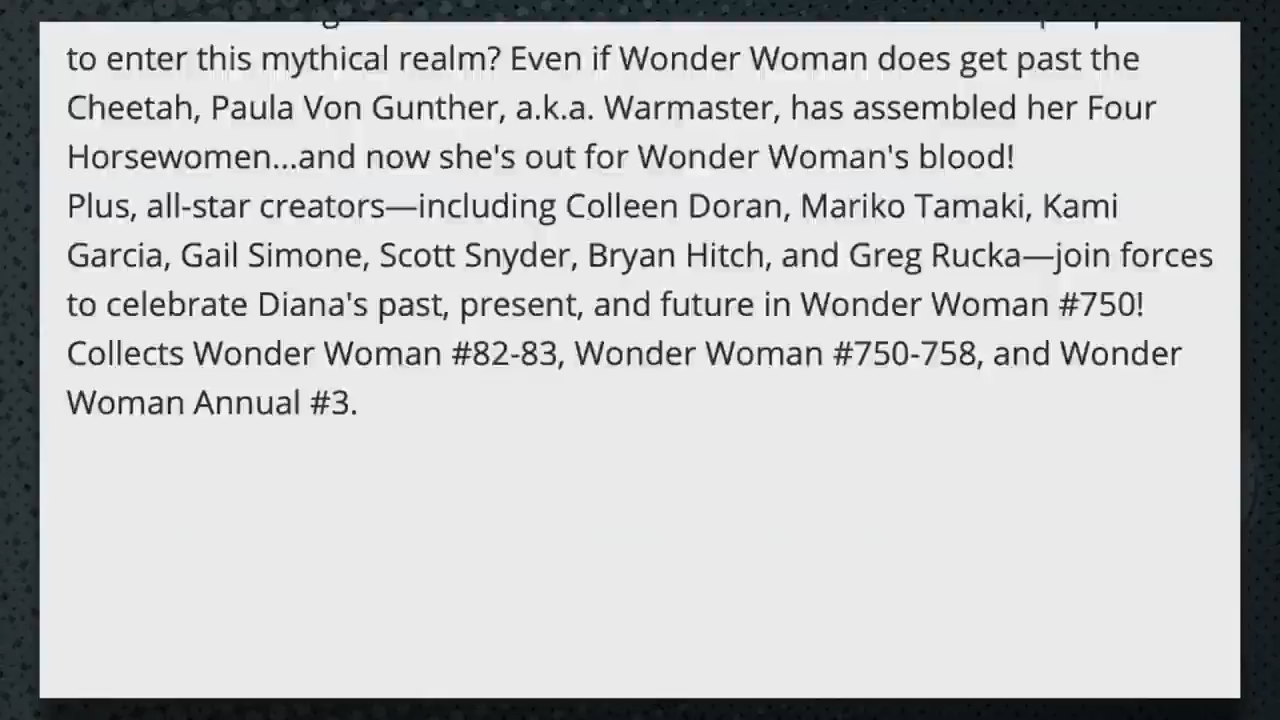 to enter this mythical realm? Even if Wonder Woman does get past the
Cheetah, Paula Von Gunther, a.k.a. Warmaster, has assembled her Four
Horsewomen...and now she's out for Wonder Woman's blood!
Plus, all-star creators—including Colleen Doran, Mariko Tamaki, Kami
Garcia, Gail Simone, Scott Snyder, Bryan Hitch, and Greg Rucka—join forces
to celebrate Diana's past, present, and future in Wonder Woman #750!
Collects Wonder Woman #82-83, Wonder Woman #750-758, and Wonder
Woman Annual #3.